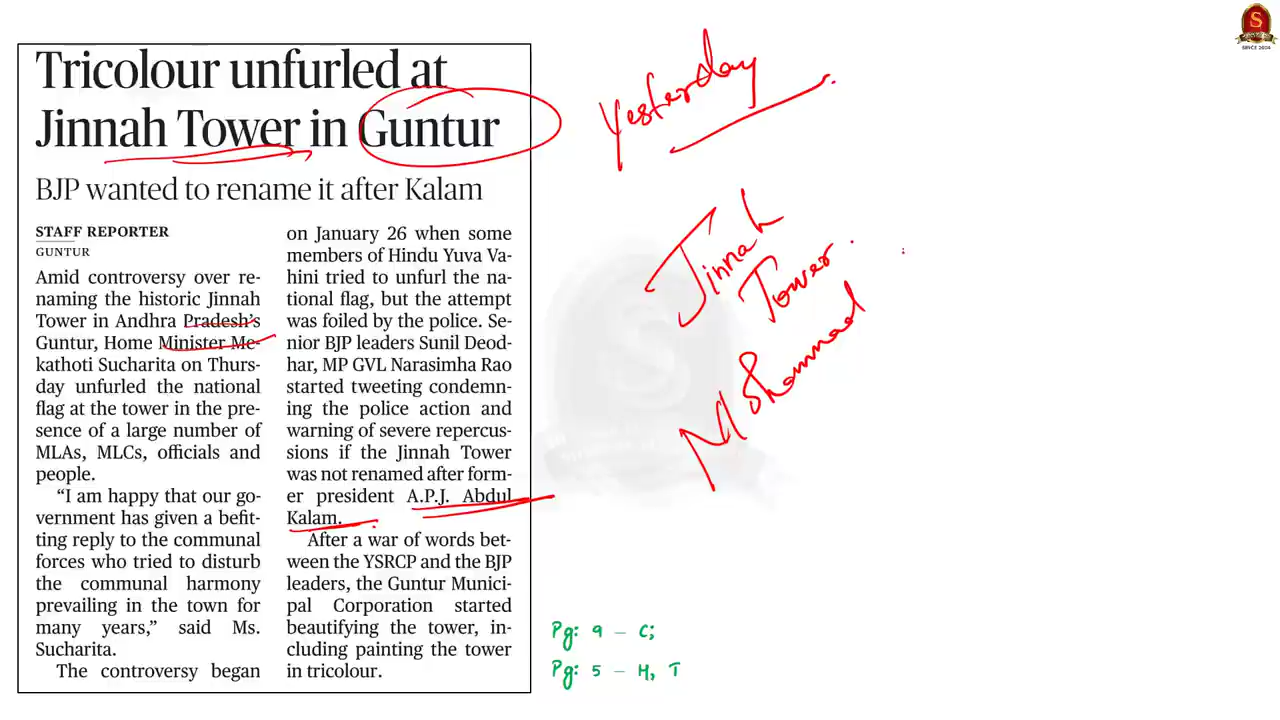 Tricolour unfurled at
Jinnah Tower in Guntur
BJP wanted to rename it after Kalam
STAFF REPORTER
GUNTUR
Amid controversy over re-
naming the historic Jinnah
Tower in Andhra Pradesh's
Guntur, Home Minister Me-
kathoti Sucharita on Thurs-
day unfurled the national
flag at the tower in the pre-
sence of a large number of
MLAs, MLCs, officials and
people.
“I am happy that our go-
vernment has given a befit-
ting reply to the communal
forces who tried to disturb
the communal harmony
prevailing in the town for
many years,” said Ms.
Sucharita.
The controversy began
on January 26 when some
members of Hindu Yuva Va-
hini tried to unfurl the na-
tional flag, but the attempt
was foiled by the police. Se-
nior BJP leaders Sunil Deod-
har, MP GVL Narasimha Rao
started tweeting condemn-
ing the police action and
warning of severe repercus-
sions if the Jinnah Tower
was not renamed after form-
er president A.P.J. Abdul
Kalam.
After a war of words bet-
ween the YSRCP and the BJP
leaders, the Guntur Munici-
pal Corporation started
beautifying the tower, in-
cluding painting the tower
in tricolour.
Yesterday
Jinnah
Tower
Mohammad
Pg: 9 - C;
Pg: 5 - H, T
S
SINCE 2004